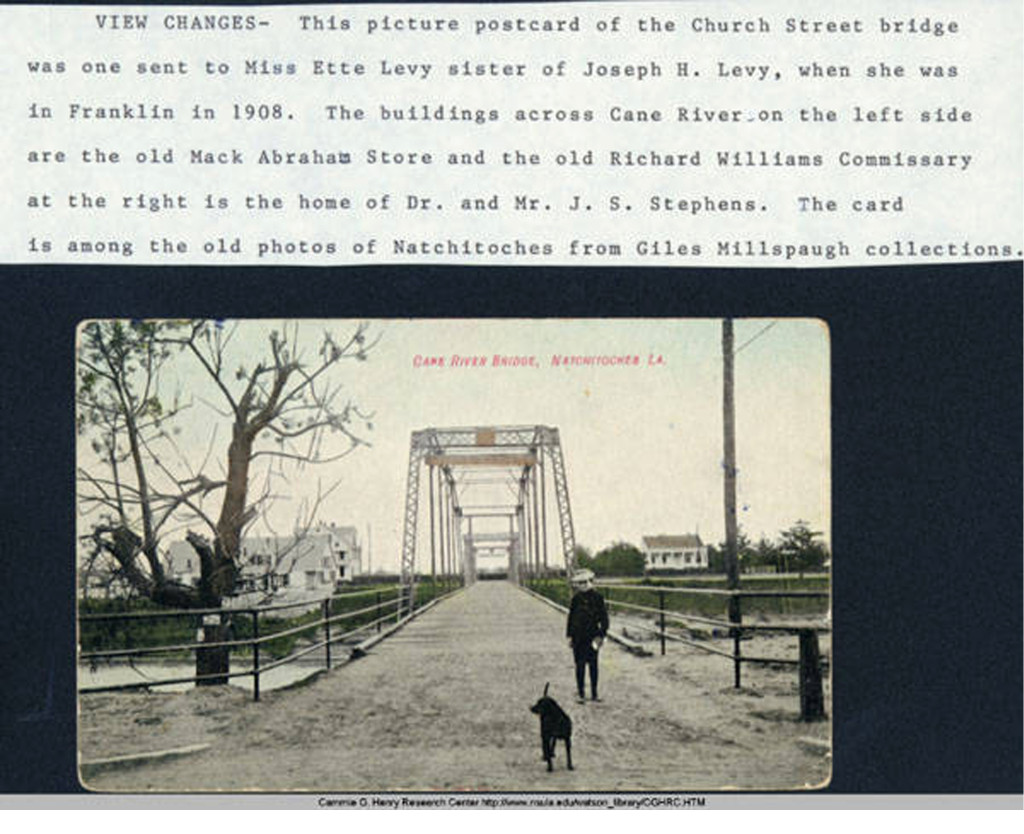 VIEW CHANGES- This picture postcard of the Church Street bridge
was one sent to Miss Ette Levy sister of Joseph H. Levy, when she was
in Franklin in 1908. The buildings across Cane River on the left side
are the old Mack Abraham Store and the old Richard Williams Commissary
at the right is the home of Dr. and Mr. J. S. Stephens. The card
is among the old photos of Natchitoches from Giles Millspaugh collections.
CANE RIVER BRIDGE, NATCHITOCHES LA.
Cammie G. Henry Research Center http://www.nsula.edu/watson_library/CGHRC.HTM